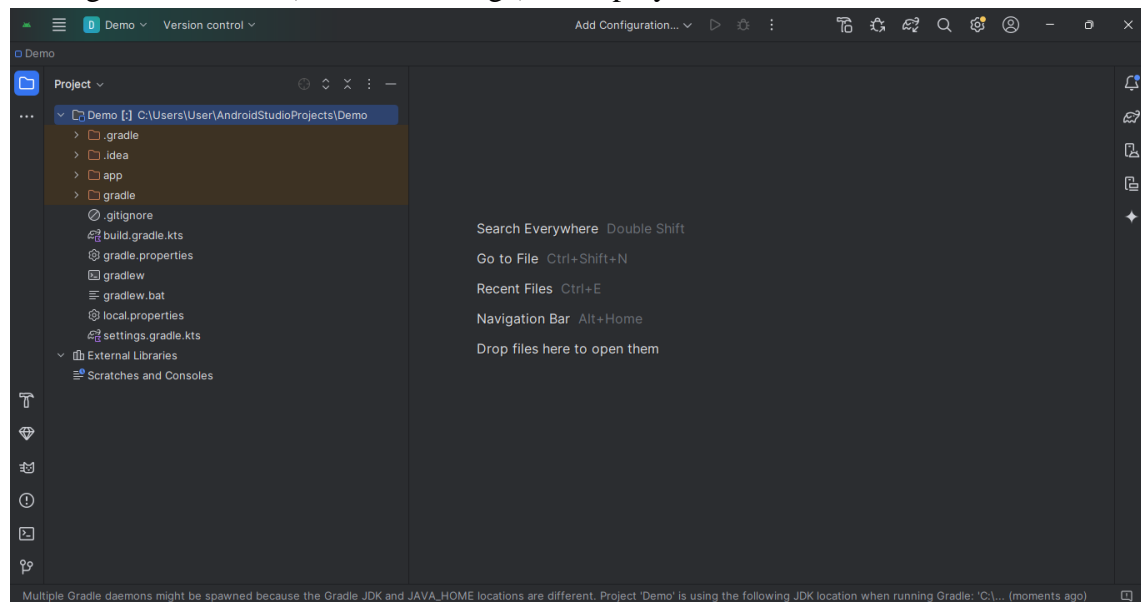 D Demo Version control Add Configuration...
Demo
Project
Demo [:] C:\Users\User\AndroidStudioProjects\Demo
.gradle
.idea
app
gradle
.gitignore
build.gradle.kts
gradle.properties
gradlew
gradlew.bat
local.properties
settings.gradle.kts
External Libraries
Scratches and Consoles
Search Everywhere Double Shift
Go to File Ctrl+Shift+N
Recent Files Ctrl+E
Navigation Bar Alt+Home
Drop files here to open them
Multiple Gradle daemons might be spawned because the Gradle JDK and JAVA_HOME locations are different. Project 'Demo' is using the following JDK location when running Gradle: 'C:\... (moments ago)